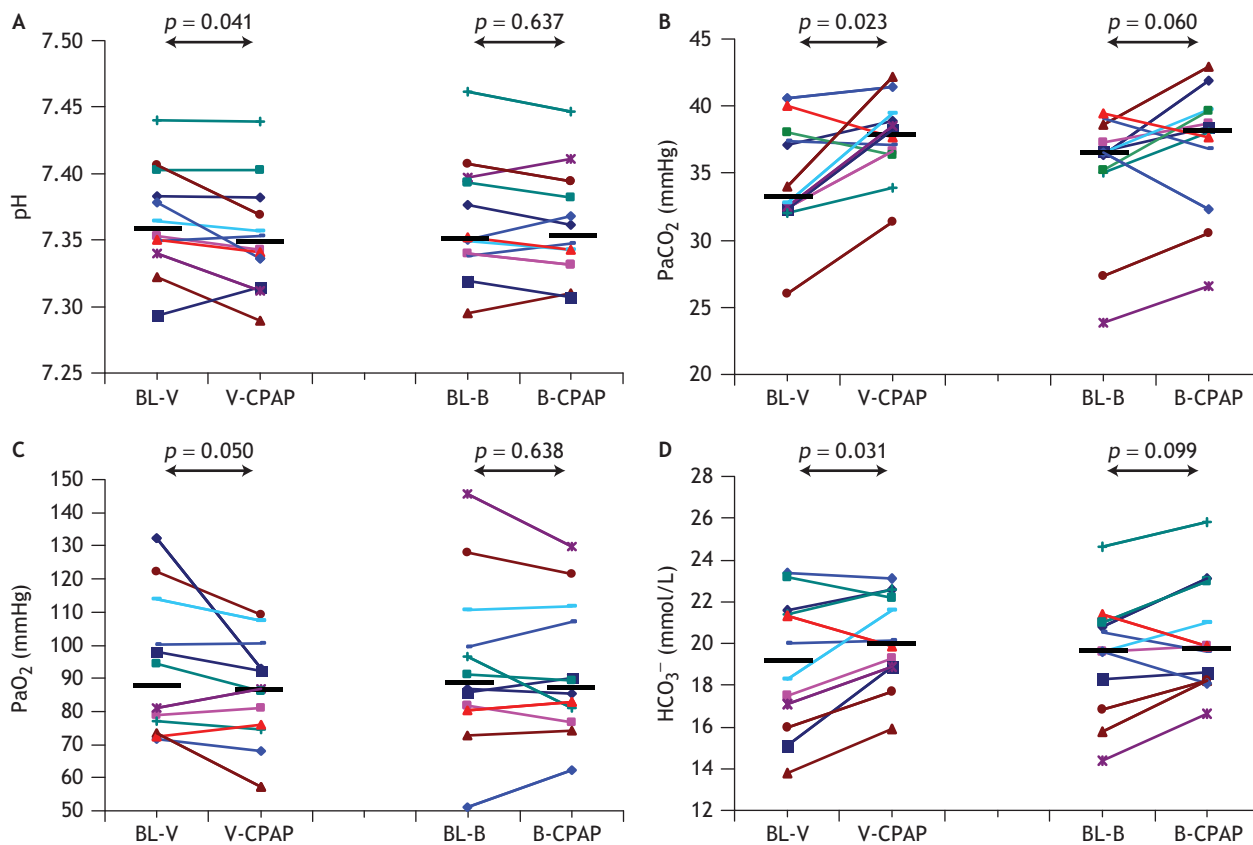 A
p = 0.041
p = 0.637
7.50
7.45
7.40
7.35
7.30
7.25
pH
BL-V
V-CPAP
BL-B
B-CPAP
B
p = 0.023
p = 0.060
45
40
35
30
25
20
PaCO₂ (mmHg)
BL-V
V-CPAP
BL-B
B-CPAP
C
p = 0.050
p = 0.638
150
140
130
120
110
100
90
80
70
60
50
PaO₂ (mmHg)
BL-V
V-CPAP
BL-B
B-CPAP
D
p = 0.031
p = 0.099
28
26
24
22
20
18
16
14
12
HCO₃⁻ (mmol/L)
BL-V
V-CPAP
BL-B
B-CPAP